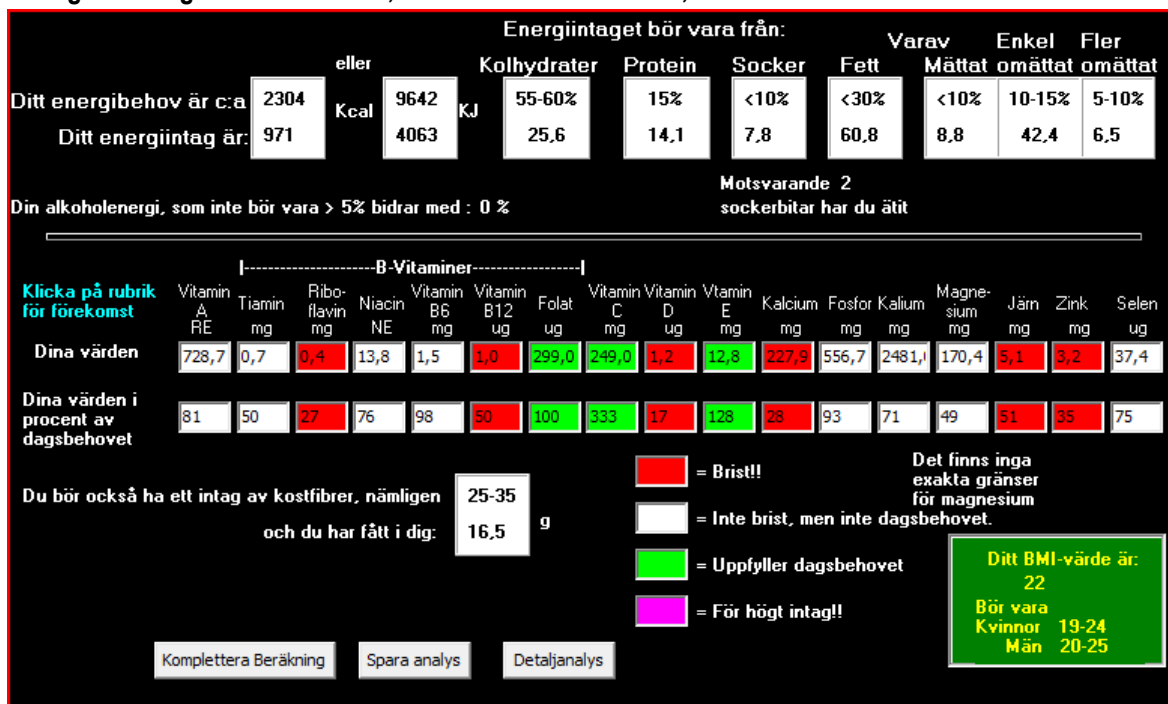 Energiintaget bör vara från:
Varav Enkel Fler
eller Kolhydrater Protein Socker Fett Mättat omättat omättat
Ditt energibehov är c:a 2304 Kcal 9642 KJ 55-60% 15% <10% <30% <10% 10-15% 5-10%
Ditt energiintag är: 971 4063 25,6 14,1 7,8 60,8 8,8 42,4 6,5
Motsvarande 2
Din alkoholenergi, som inte bör vara > 5% bidrar med : 0 % sockerbitar har du ätit
|----------------------B-Vitaminer------------------|
Klicka på rubrik för förekomst
Vitamin A RE
Tiamin mg
Ribo- flavin mg
Niacin NE
Vitamin B6 mg
Vitamin B12 ug
Folat ug
Vitamin C mg
Vitamin D ug
Vtamin E mg
Kalcium mg
Fosfor mg
Kalium mg
Magne- sium mg
Järn mg
Zink mg
Selen ug
Dina värden 728,7 0,7 0,4 13,8 1,5 1,0 299,0 249,0 1,2 12,8 227,9 556,7 2481, 170,4 5,1 3,2 37,4
Dina värden i
procent av 81 50 27 76 98 50 100 333 17 128 28 93 71 49 51 35 75
dagsbehovet
Du bör också ha ett intag av kostfibrer, nämligen 25-35
och du har fått i dig: 16,5 g
= Brist!!
= Inte brist, men inte dagsbehovet.
= Uppfyller dagsbehovet
= För högt intag!!
Det finns inga
exakta gränser
för magnesium
Ditt BMI-värde är:
22
Bör vara
Kvinnor 19-24
Män 20-25
Komplettera Beräkning Spara analys Detaljanalys